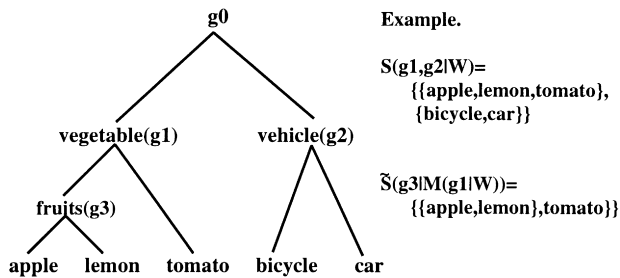 g0
Example.
S(g1,g2|W)=
{{apple,lemon,tomato},
{bicycle,car}}
vegetable(g1)
vehicle(g2)
S̃(g3|M(g1|W))=
{{apple,lemon},tomato}}
fruits(g3)
apple lemon tomato bicycle car